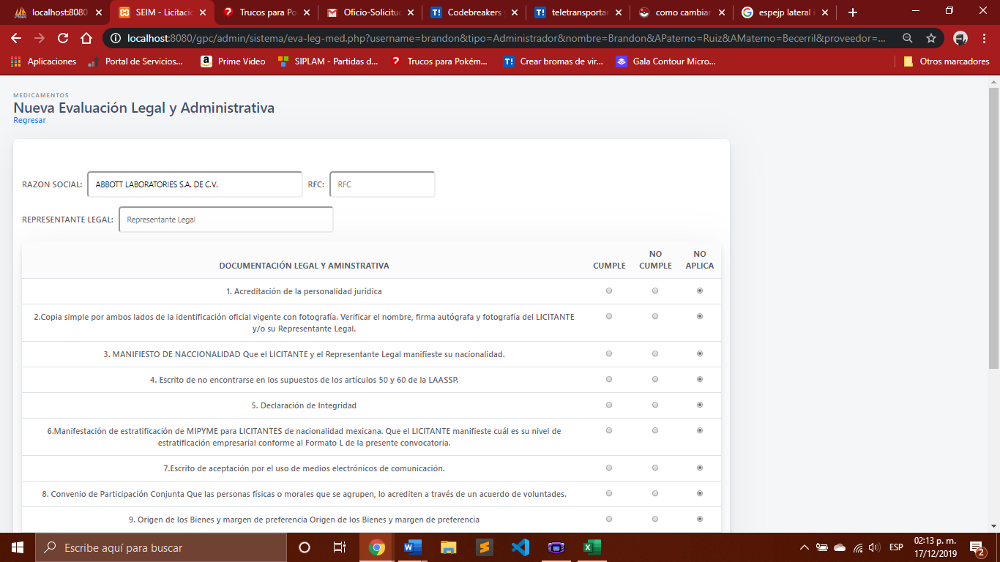 localhost:8080
SEIM - Licitacio
Trucos para Po
Oficio-Solicitu
Codebreakers
teletransporta
como cambiar
espejp lateral i
localhost:8080/gpc/admin/sistema/eva-leg-med.php?username=brandon&tipo=Administrador&nombre=Brandon&APaterno=Ruiz&AMaterno=Becerril&proveedor=...
Aplicaciones
Portal de Servicios...
Prime Video
SIPLAM - Partidas d...
Trucos para Pokém...
Crear bromas de vir...
Gala Contour Micro...
Otros marcadores
MEDICAMENTOS
Nueva Evaluación Legal y Administrativa
Regresar
RAZON SOCIAL: ABBOTT LABORATORIES S.A. DE C.V. RFC: RFC
REPRESENTANTE LEGAL: Representante Legal
DOCUMENTACIÓN LEGAL Y AMINSTRATIVA CUMPLE NO CUMPLE NO APLICA
1. Acreditación de la personalidad jurídica
2.Copia simple por ambos lados de la identificación oficial vigente con fotografía. Verificar el nombre, firma autógrafa y fotografía del LICITANTE
y/o su Representante Legal.
3. MANIFIESTO DE NACCIONALIDAD Que el LICITANTE y el Representante Legal manifieste su nacionalidad.
4. Escrito de no encontrarse en los supuestos de los artículos 50 y 60 de la LAASSP.
5. Declaración de Integridad
6.Manifestación de estratificación de MIPYME para LICITANTES de nacionalidad mexicana. Que el LICITANTE manifieste cuál es su nivel de
estratificación empresarial conforme al Formato L de la presente convocatoria.
7.Escrito de aceptación por el uso de medios electrónicos de comunicación.
8. Convenio de Participación Conjunta Que las personas físicas o morales que se agrupen, lo acrediten a través de un acuerdo de voluntades.
9. Origen de los Bienes y margen de preferencia Origen de los Bienes y margen de preferencia
Escribe aquí para buscar
ESP
02:13 p. m.
17/12/2019
2